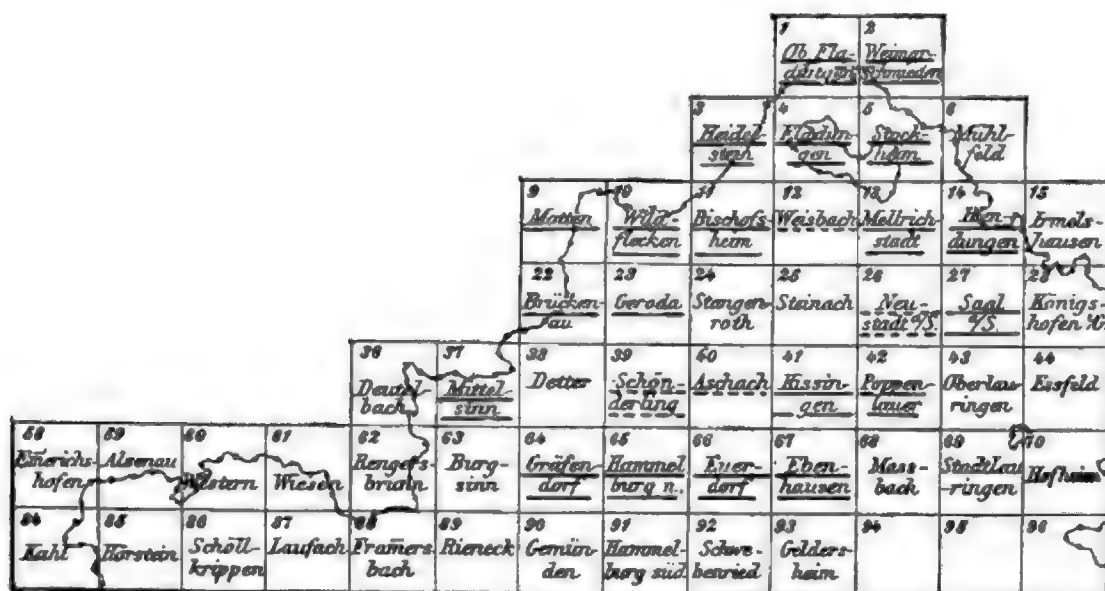 1 2
Ob. Fla-
dungen
Weimar-
schmieden
3 4 5 6
Heidel-
stein
Fladun-
gen
Stock-
heim
Mühl-
feld
9 10 11 12 13 14 15
Motten
Wild-
flecken
Bischofs-
heim
Weisbach
Mellrich-
stadt
Hen-
dungen
Irmels-
hausen
22 23 24 25 26 27 28
Brücken-
au
Geroda
Stangen-
roth
Steinach
Neu-
stadt a/S.
Saal
a/S.
Königs-
hofen i/Gr.
36 37 38 39 40 41 42 43 44
Deutel-
bach
Mittel-
sinn
Detter
Schön-
derling
Aschach
Kissin-
gen
Poppen-
lauer
Oberlau-
ringen
Essfeld
58 59 60 61 62 63 64 65 66 67 68 69 70
Emerichs-
hofen
Alzenau
Wiesen
Rengers-
brunn
Burg-
sinn
Gräfen-
dorf
Hammel
burg n.
Euer-
dorf
Eben-
hausen
Mass-
bach
Stadtlau
-ringen
Hofheim
84 85 86 87 88 89 90 91 92 93 94 95 96
Kahl
Hörstein
Schöll-
krippen
Laufach
Framers-
bach
Rieneck
Gemün-
den
Hammel-
burg süd.
Schwe-
benried
Gelders-
heim